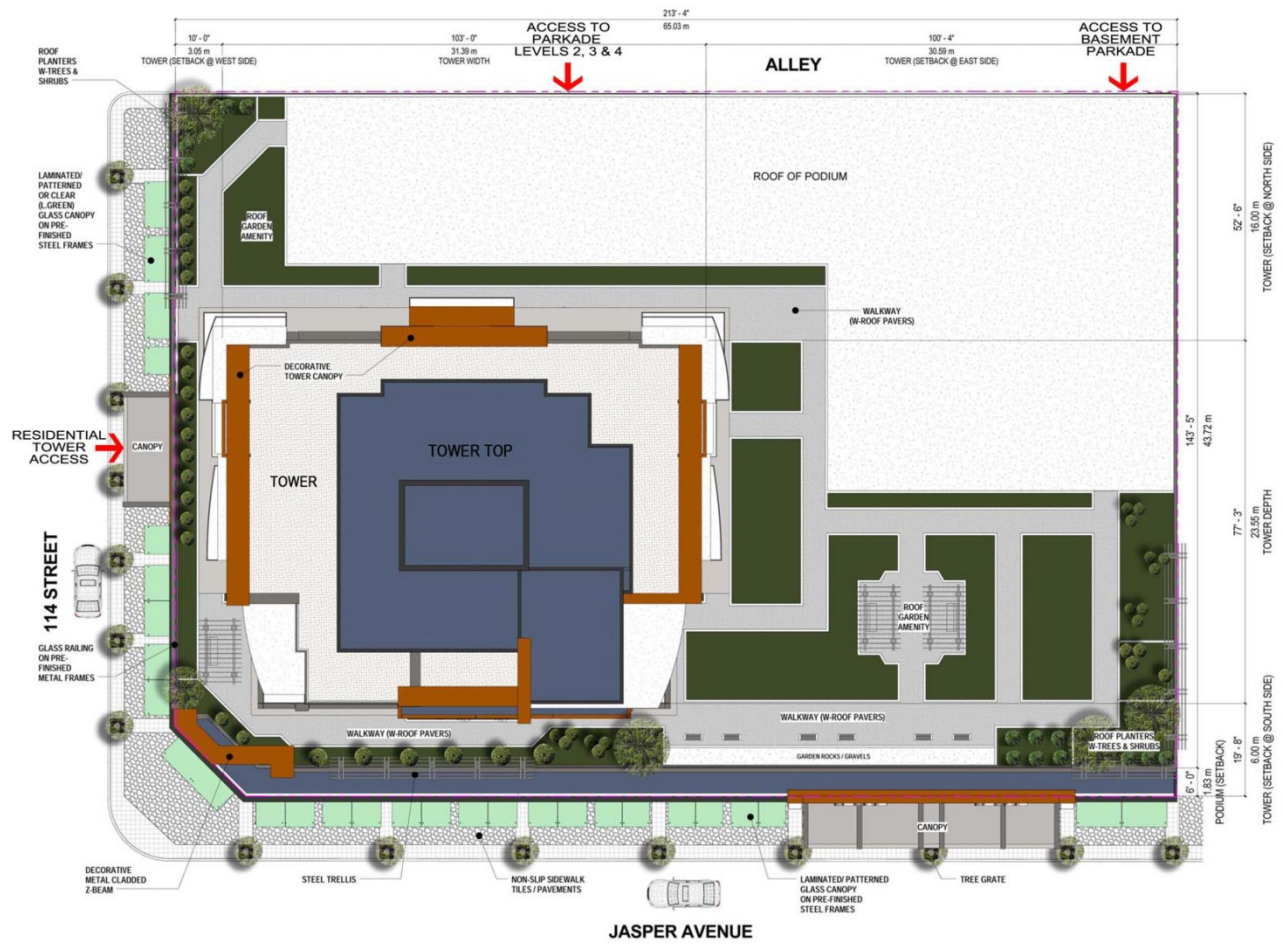 213' - 4"
65.03 m
10' - 0"
3.05 m
TOWER (SETBACK @ WEST SIDE)
103' - 0"
31.39 m
TOWER WIDTH
100' - 4"
30.59 m
TOWER (SETBACK @ EAST SIDE)
ACCESS TO
PARKADE
LEVELS 2, 3 & 4
ALLEY
ACCESS TO
BASEMENT
PARKADE
ROOF
PLANTERS
W-TREES &
SHRUBS
LAMINATED/
PATTERNED
OR CLEAR
(L.GREEN)
GLASS CANOPY
ON PRE-
FINISHED
STEEL FRAMES
ROOF
GARDEN
AMENITY
ROOF OF PODIUM
WALKWAY
(W-ROOF PAVERS)
52' - 6"
16.00 m
TOWER (SETBACK @ NORTH SIDE)
DECORATIVE
TOWER CANOPY
RESIDENTIAL
TOWER
ACCESS
CANOPY
TOWER
TOWER TOP
143' - 5"
43.72 m
77' - 3"
23.55 m
TOWER DEPTH
114 STREET
GLASS RAILING
ON PRE-
FINISHED
METAL FRAMES
ROOF
GARDEN
AMENITY
WALKWAY (W-ROOF PAVERS)
WALKWAY (W-ROOF PAVERS)
GARDEN ROCKS / GRAVELS
ROOF PLANTERS
W-TREES & SHRUBS
19' - 8"
6.00 m
TOWER (SETBACK @ SOUTH SIDE)
6' - 0"
1.83 m
PODIUM (SETBACK)
CANOPY
DECORATIVE
METAL CLADDED
Z-BEAM
STEEL TRELLIS
NON-SLIP SIDEWALK
TILES / PAVEMENTS
LAMINATED/ PATTERNED
GLASS CANOPY
ON PRE-FINISHED
STEEL FRAMES
TREE GRATE
JASPER AVENUE